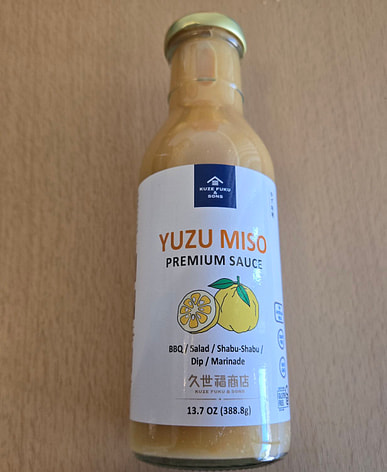 KUZE FUKU
&
SONS
YUZU MISO
PREMIUM SAUCE
BBQ / Salad / Shabu-Shabu /
Dip / Marinade
久世福商店
KUZE FUKU & SONS
13.7 OZ (388.8g)